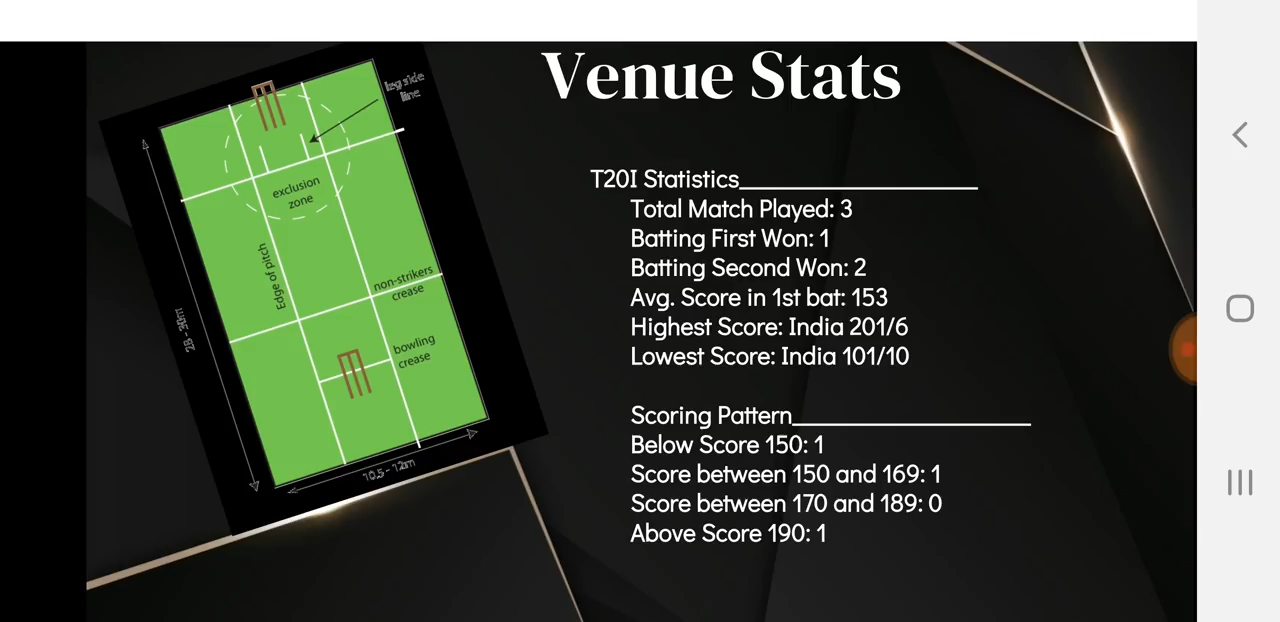 Venue Stats
leg side
line
exclusion
zone
Edge of pitch
non-strikers
crease
bowling
crease
10.5 - 12m
T20I Statistics
Total Match Played: 3
Batting First Won: 1
Batting Second Won: 2
Avg. Score in 1st bat: 153
Highest Score: India 201/6
Lowest Score: India 101/10
Scoring Pattern
Below Score 150: 1
Score between 150 and 169: 1
Score between 170 and 189: 0
Above Score 190: 1